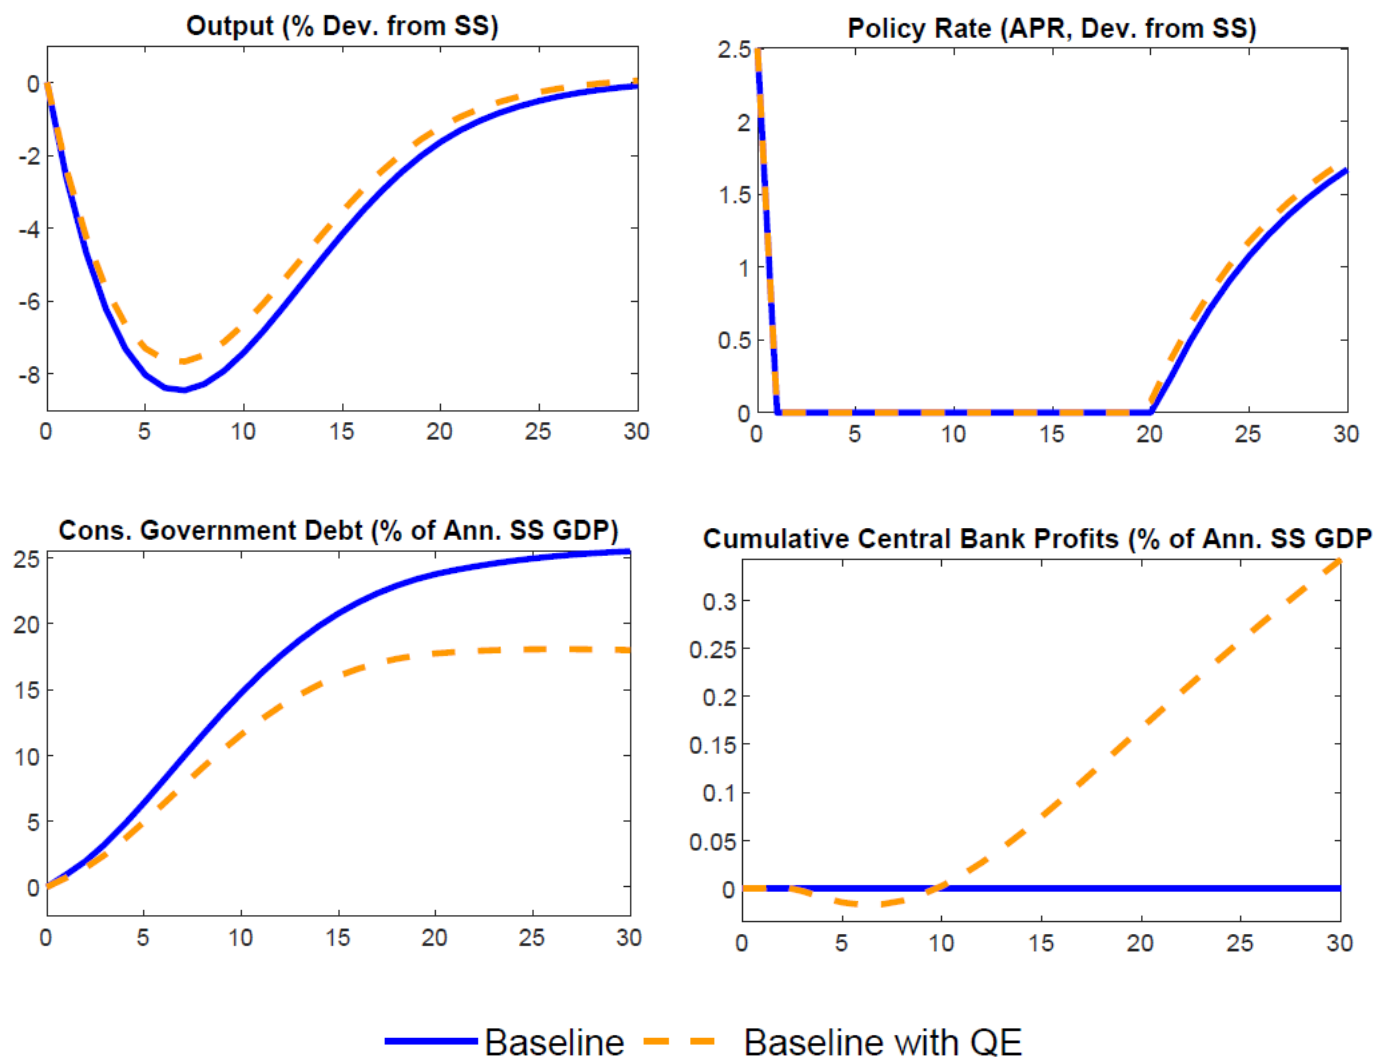 Output (% Dev. from SS)
0
-2
-4
-6
-8
0 5 10 15 20 25 30
Policy Rate (APR, Dev. from SS)
2.5
2
1.5
1
0.5
0
0 5 10 15 20 25 30
Cons. Government Debt (% of Ann. SS GDP)
25
20
15
10
5
0
0 5 10 15 20 25 30
Cumulative Central Bank Profits (% of Ann. SS GDP
0.3
0.25
0.2
0.15
0.1
0.05
0
0 5 10 15 20 25 30
Baseline Baseline with QE